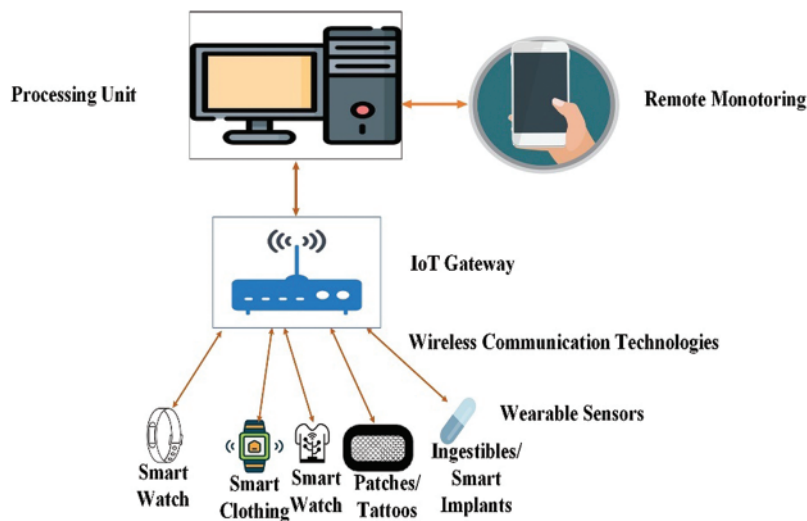 Processing Unit
Remote Monotoring
IoT Gateway
Wireless Communication Technologies
Wearable Sensors
Smart
Watch
Smart
Clothing
Smart
Watch
Patches/
Tattoos
Ingestibles/
Smart
Implants